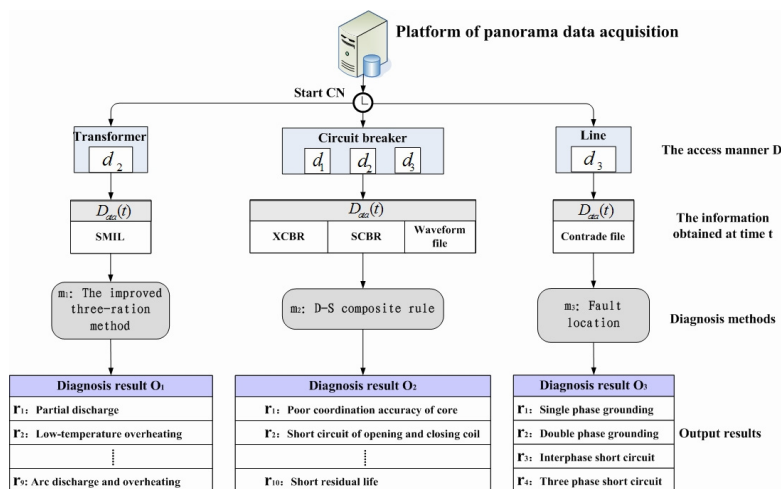 Platform of panorama data acquisition
Start CN
Transformer
d2
Circuit breaker
d1 d2 d3
Line
d3
The access manner D
Data(t)
SMIL
Data(t)
XCBR
SCBR
Waveform
file
Data(t)
Contrade file
The information
obtained at time t
m1: The improved
three-ration
method
m2: D-S composite rule
m3: Fault
location
Diagnosis methods
Diagnosis result O1
r1: Partial discharge
r2: Low-temperature overheating
r9: Arc discharge and overheating
Diagnosis result O2
r1: Poor coordination accuracy of core
r2: Short circuit of opening and closing coil
r10: Short residual life
Diagnosis result O3
r1: Single phase grounding
r2: Double phase grounding
r3: Interphase short circuit
r4: Three phase short circuit
Output results